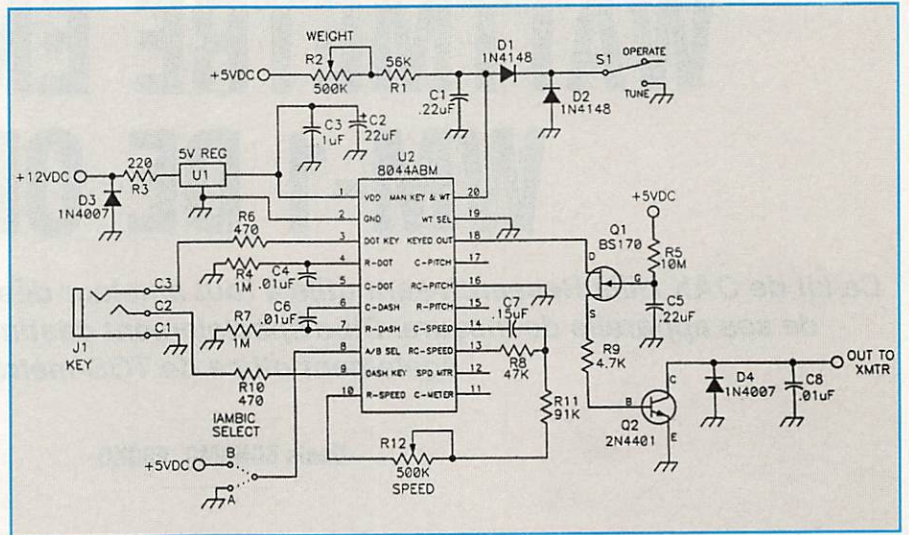 WEIGHT
+5VDC
R2
500K
56K
R1
C1
.22uF
D1
1N4148
D2
1N4148
S1
OPERATE
TUNE
C3
1uF
C2
22uF
+
5V REG
U1
220
R3
+12VDC
D3
1N4007
U2
8044ABM
1 VDD MAN KEY & WT 20
2 GND WT SEL 19
3 DOT KEY KEYED OUT 18
4 R-DOT C-PITCH 17
5 C-DOT RC-PITCH 16
6 C-DASH R-PITCH 15
7 R-DASH C-SPEED 14
8 A/B SEL RC-SPEED 13
9 DASH KEY SPD MTR 12
10 R-SPEED C-METER 11
R6
470
R4
1M
C4
.01uF
C6
.01uF
R7
1M
R10
470
C3
C2
C1
J1
KEY
IAMBIC
SELECT
+5VDC
B
A
R12
500K
SPEED
C7
.15uF
R8
47K
R11
91K
+5VDC
Q1
BS170
D
G
S
R5
10M
C5
.22uF
R9
4.7K
B
C
E
Q2
2N4401
D4
1N4007
C8
.01uF
OUT TO
XMTR